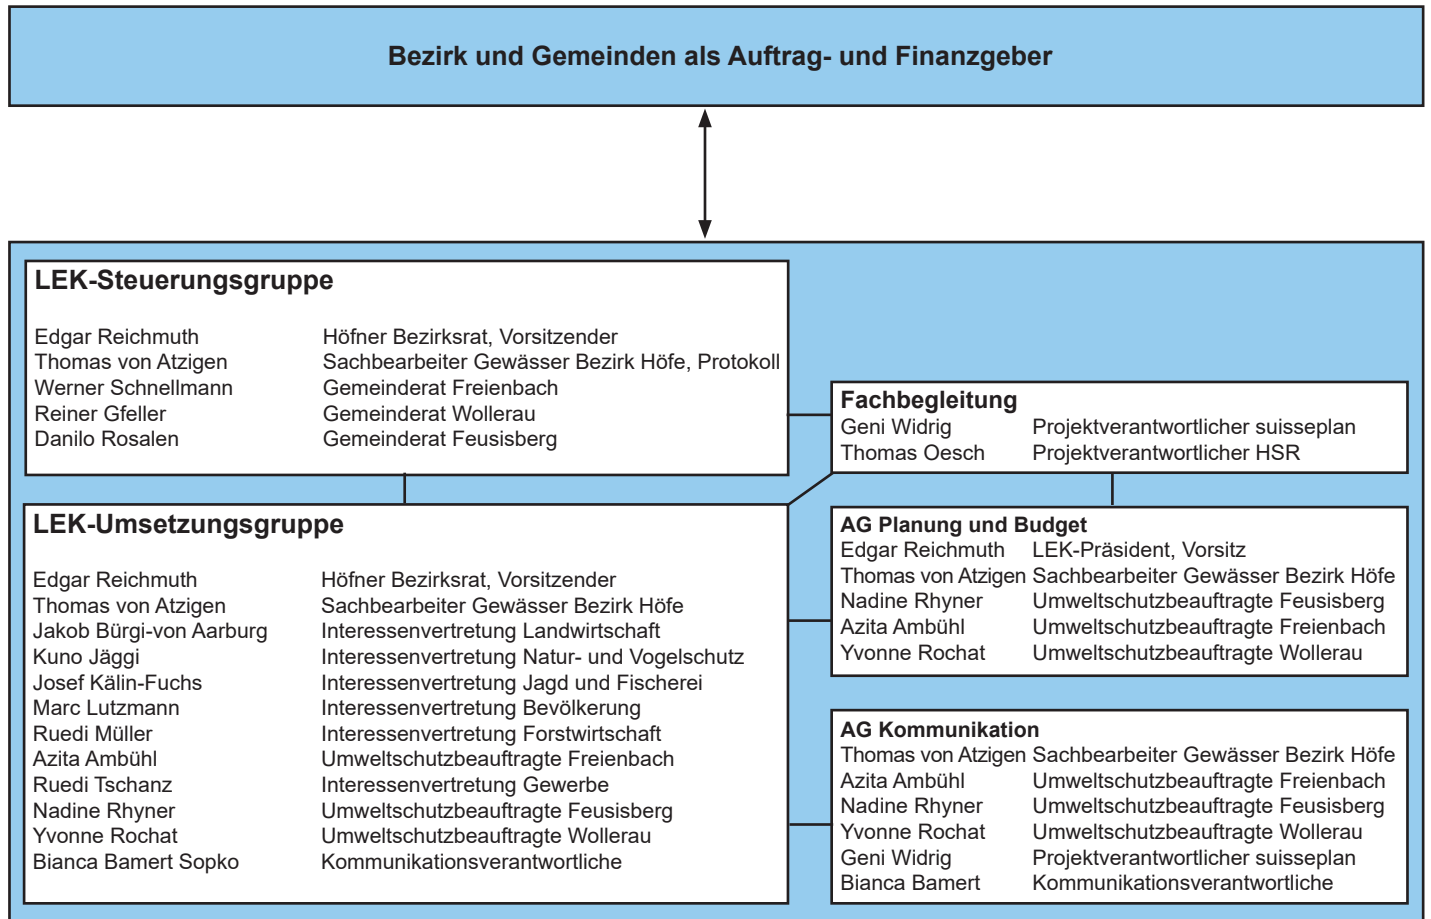 Bezirk und Gemeinden als Auftrag- und Finanzgeber
LEK-Steuerungsgruppe
Edgar Reichmuth Höfner Bezirksrat, Vorsitzender
Thomas von Atzigen Sachbearbeiter Gewässer Bezirk Höfe, Protokoll
Werner Schnellmann Gemeinderat Freienbach
Reiner Gfeller Gemeinderat Wollerau
Danilo Rosalen Gemeinderat Feusisberg
Fachbegleitung
Geni Widrig Projektverantwortlicher suisseplan
Thomas Oesch Projektverantwortlicher HSR
LEK-Umsetzungsgruppe
Edgar Reichmuth Höfner Bezirksrat, Vorsitzender
Thomas von Atzigen Sachbearbeiter Gewässer Bezirk Höfe
Jakob Bürgi-von Aarburg Interessenvertretung Landwirtschaft
Kuno Jäggi Interessenvertretung Natur- und Vogelschutz
Josef Kälin-Fuchs Interessenvertretung Jagd und Fischerei
Marc Lutzmann Interessenvertretung Bevölkerung
Ruedi Müller Interessenvertretung Forstwirtschaft
Azita Ambühl Umweltschutzbeauftragte Freienbach
Ruedi Tschanz Interessenvertretung Gewerbe
Nadine Rhyner Umweltschutzbeauftragte Feusisberg
Yvonne Rochat Umweltschutzbeauftragte Wollerau
Bianca Bamert Sopko Kommunikationsverantwortliche
AG Planung und Budget
Edgar Reichmuth LEK-Präsident, Vorsitz
Thomas von Atzigen Sachbearbeiter Gewässer Bezirk Höfe
Nadine Rhyner Umweltschutzbeauftragte Feusisberg
Azita Ambühl Umweltschutzbeauftragte Freienbach
Yvonne Rochat Umweltschutzbeauftragte Wollerau
AG Kommunikation
Thomas von Atzigen Sachbearbeiter Gewässer Bezirk Höfe
Azita Ambühl Umweltschutzbeauftragte Freienbach
Nadine Rhyner Umweltschutzbeauftragte Feusisberg
Yvonne Rochat Umweltschutzbeauftragte Wollerau
Geni Widrig Projektverantwortlicher suisseplan
Bianca Bamert Kommunikationsverantwortliche